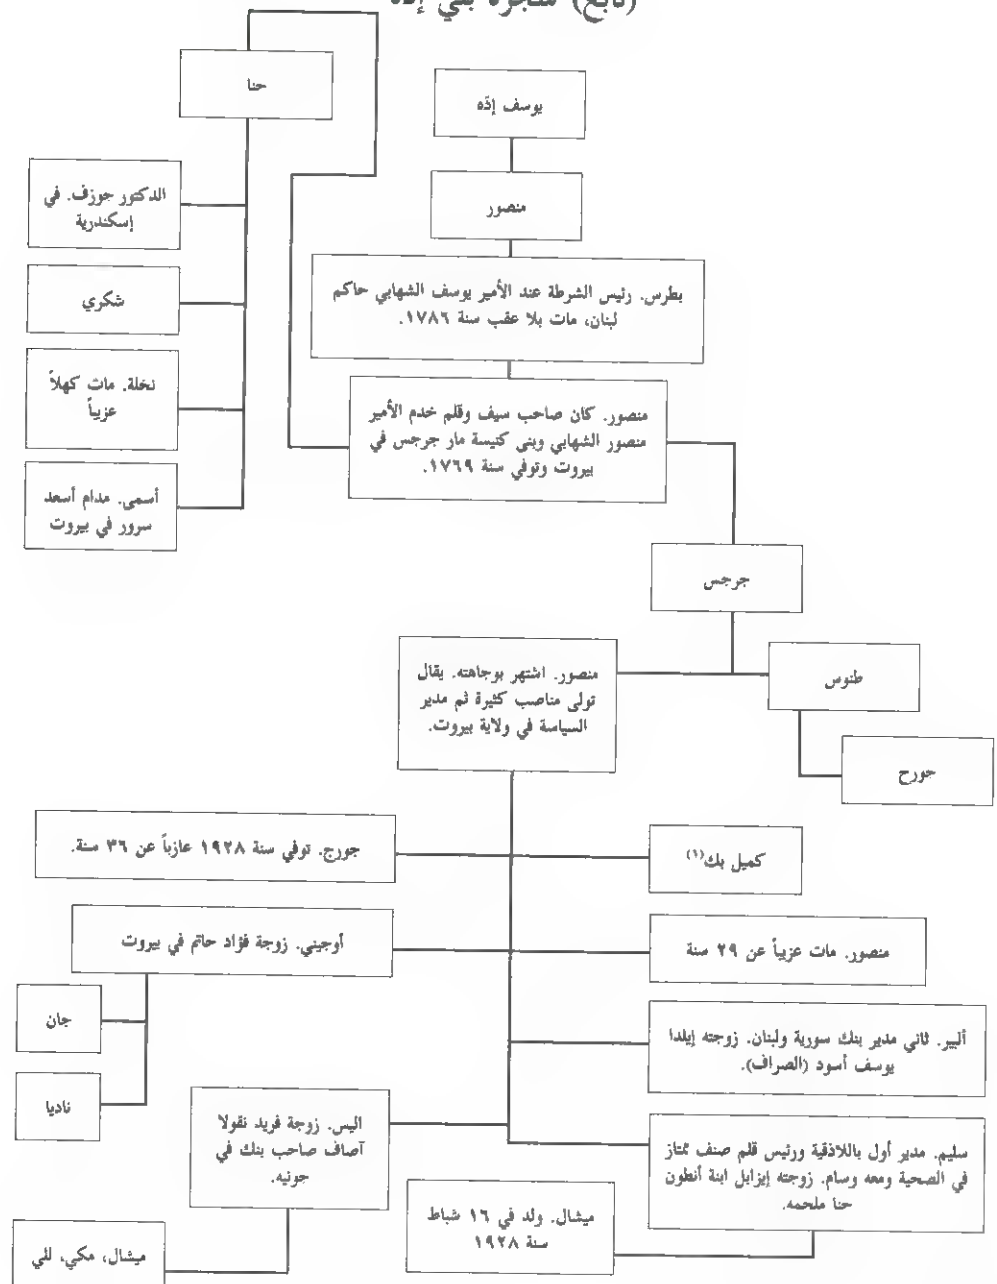 (تابع) شجرة بني إده
حنا
يوسف إدّه
منصور
الدكتور جوزف. في
إسكندرية
شكري
نخلة. مات كهلاً
عزيباً
أسمى. مدام أسعد
سرور في بيروت
بطرس. رئيس الشرطة عند الأمير يوسف الشهابي حاكم
لبنان، مات بلا عقب سنة ١٧٨٦.
منصور. كان صاحب سيف وقلم خدم الأمير
منصور الشهابي وبنى كنيسة مار جرجس في
بيروت وتوفي سنة ١٧٦٩.
جرجس
طنوس
جورح
منصور. اشتهر بوجاهته. يقال
تولى مناصب كثيرة ثم مدير
السياسة في ولاية بيروت.
كميل بك(١)
جورج. توفي سنة ١٩٢٨ عازباً عن ٣٦ سنة.
منصور. مات عزيباً عن ٢٩ سنة
أوجيني. زوجة فؤاد حاتم في بيروت
جان
ناديا
ألبير. ثاني مدير بنك سورية ولبنان. زوجته إيلدا
يوسف أسود (الصراف).
اليس. زوجة فريد نقولا
آصاف صاحب بنك في
جونيه.
سليم. مدير أول باللاذقية ورئيس قلم صنف ممتاز
في الصحية ومعه وسام. زوجته إيزابل ابنة أنطون
حنا ملحمه.
ميشال. ولد في ١٦ شباط
سنة ١٩٢٨
ميشال، مكي، للي